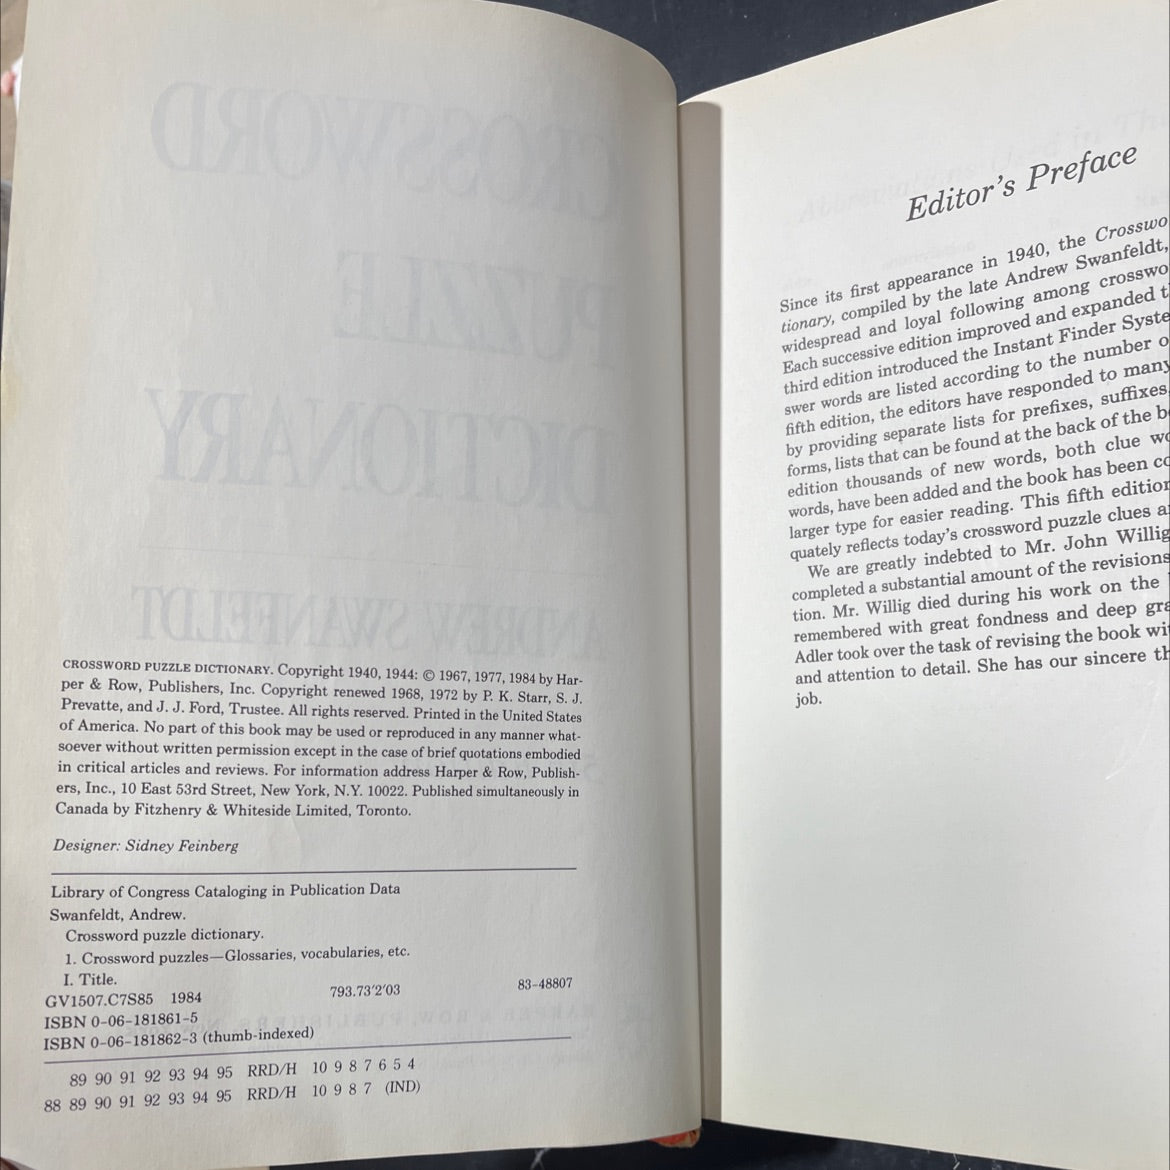 CROSSWORD PUZZLE DICTIONARY. Copyright 1940, 1944: © 1967, 1977, 1984 by Har-
per & Row, Publishers, Inc. Copyright renewed 1968, 1972 by P. K. Starr, S. J.
Prevatte, and J. J. Ford, Trustee. All rights reserved. Printed in the United States
of America. No part of this book may be used or reproduced in any manner what-
soever without written permission except in the case of brief quotations embodied
in critical articles and reviews. For information address Harper & Row, Publish-
ers, Inc., 10 East 53rd Street, New York, N.Y. 10022. Published simultaneously in
Canada by Fitzhenry & Whiteside Limited, Toronto.
Designer: Sidney Feinberg
Library of Congress Cataloging in Publication Data
Swanfeldt, Andrew.
Crossword puzzle dictionary.
1. Crossword puzzles—Glossaries, vocabularies, etc.
I. Title.
GV1507.C7S85 1984 793.73'2'03 83-48807
ISBN 0-06-181861-5
ISBN 0-06-181862-3 (thumb-indexed)
89 90 91 92 93 94 95 RRD/H 10 9 8 7 6 5 4
88 89 90 91 92 93 94 95 RRD/H 10 9 8 7 (IND)
Editor's Preface
Since its first appearance in 1940, the Crosswo
tionary, compiled by the late Andrew Swanfeldt,
widespread and loyal following among crosswo
Each successive edition improved and expanded t
third edition introduced the Instant Finder Syste
swer words are listed according to the number o
fifth edition, the editors have responded to many
by providing separate lists for prefixes, suffixes,
forms, lists that can be found at the back of the b
edition thousands of new words, both clue wo
words, have been added and the book has been co
larger type for easier reading. This fifth edition
quately reflects today's crossword puzzle clues a
We are greatly indebted to Mr. John Willig
completed a substantial amount of the revisions
tion. Mr. Willig died during his work on the
remembered with great fondness and deep gra
Adler took over the task of revising the book wi
and attention to detail. She has our sincere th
job.